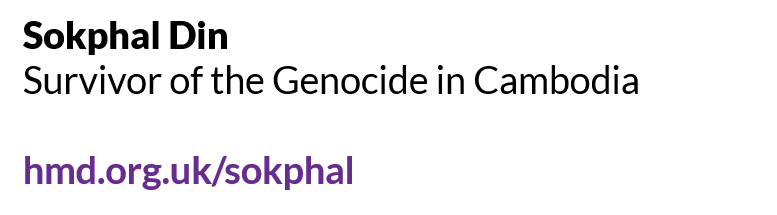 Sokphal Din
Survivor of the Genocide in Cambodia
hmd.org.uk/sokphal